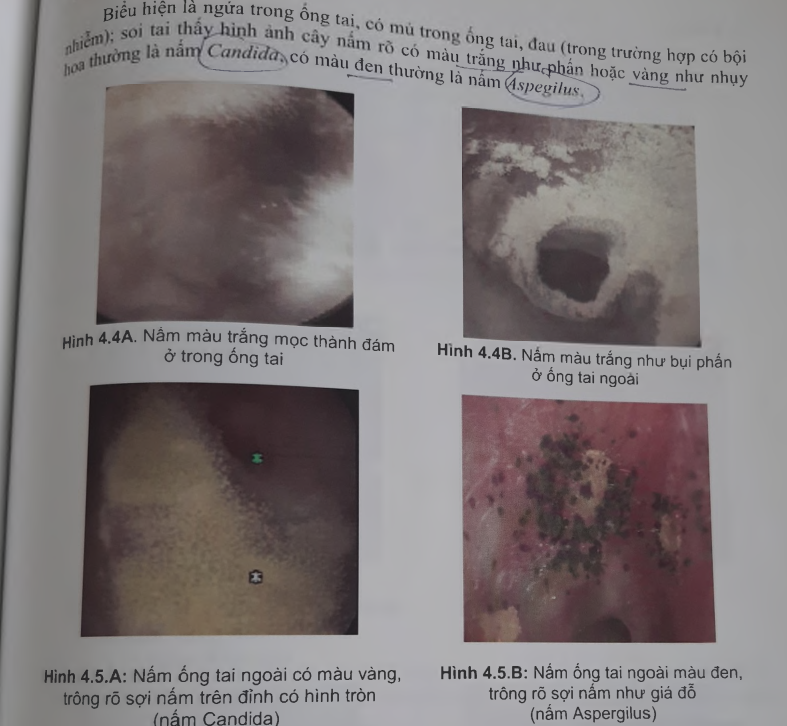 Biểu hiện là ngứa trong ống tai, có mủ trong ống tai, đau (trong trường hợp có bội
nhiễm); soi tai thấy hình ảnh cây nấm rõ có màu trắng như phấn hoặc vàng như nhụy
hoa thường là nấm Candida, có màu đen thường là nấm Aspegilus.
Hình 4.4A. Nấm màu trắng mọc thành đám
ở trong ống tai
Hình 4.4B. Nấm màu trắng như bụi phấn
ở ống tai ngoài
Hình 4.5.A: Nấm ống tai ngoài có màu vàng,
trông rõ sợi nấm trên đỉnh có hình tròn
(nấm Candida)
Hình 4.5.B: Nấm ống tai ngoài màu đen,
trông rõ sợi nấm như giá đỗ
(nấm Aspergilus)